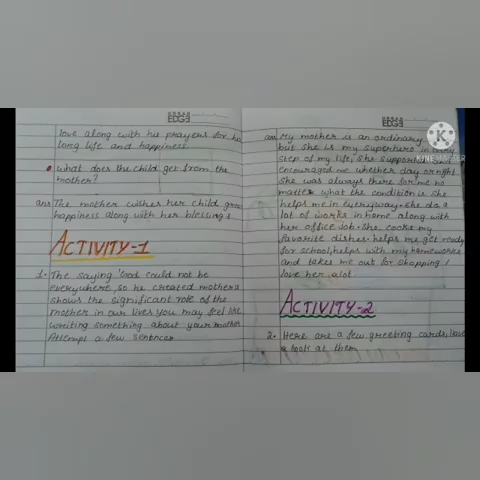 love along with his prayers for ha
long life and happiness.
what does the child get from the
mother?
ans The mother wishes her child
happiness along with her blessing s
ACTIVITY-1
1. The saying 'God could not be
everywhere, so he created mothers
shows the significant role of the
mother in our lives. you may feel like
writing something about your mother
Attempt a few sentences
EDGE
ans My mother is an ordinary
but she is my superhero in every
step of my life, she support
encouraged me whether day or night
She was always there for me no
matter what the condition is. She
helps me in everyway. she do a
lot of works in home along with
her office job. she cooks my
favorite dishes. helps me get ready
for school, helps with my homeworks
and takes me out for shopping. I
love her alot.
ACTIVITY-2
2. Here are a few greeting cards, have
a look at them
K
KINEMASTER